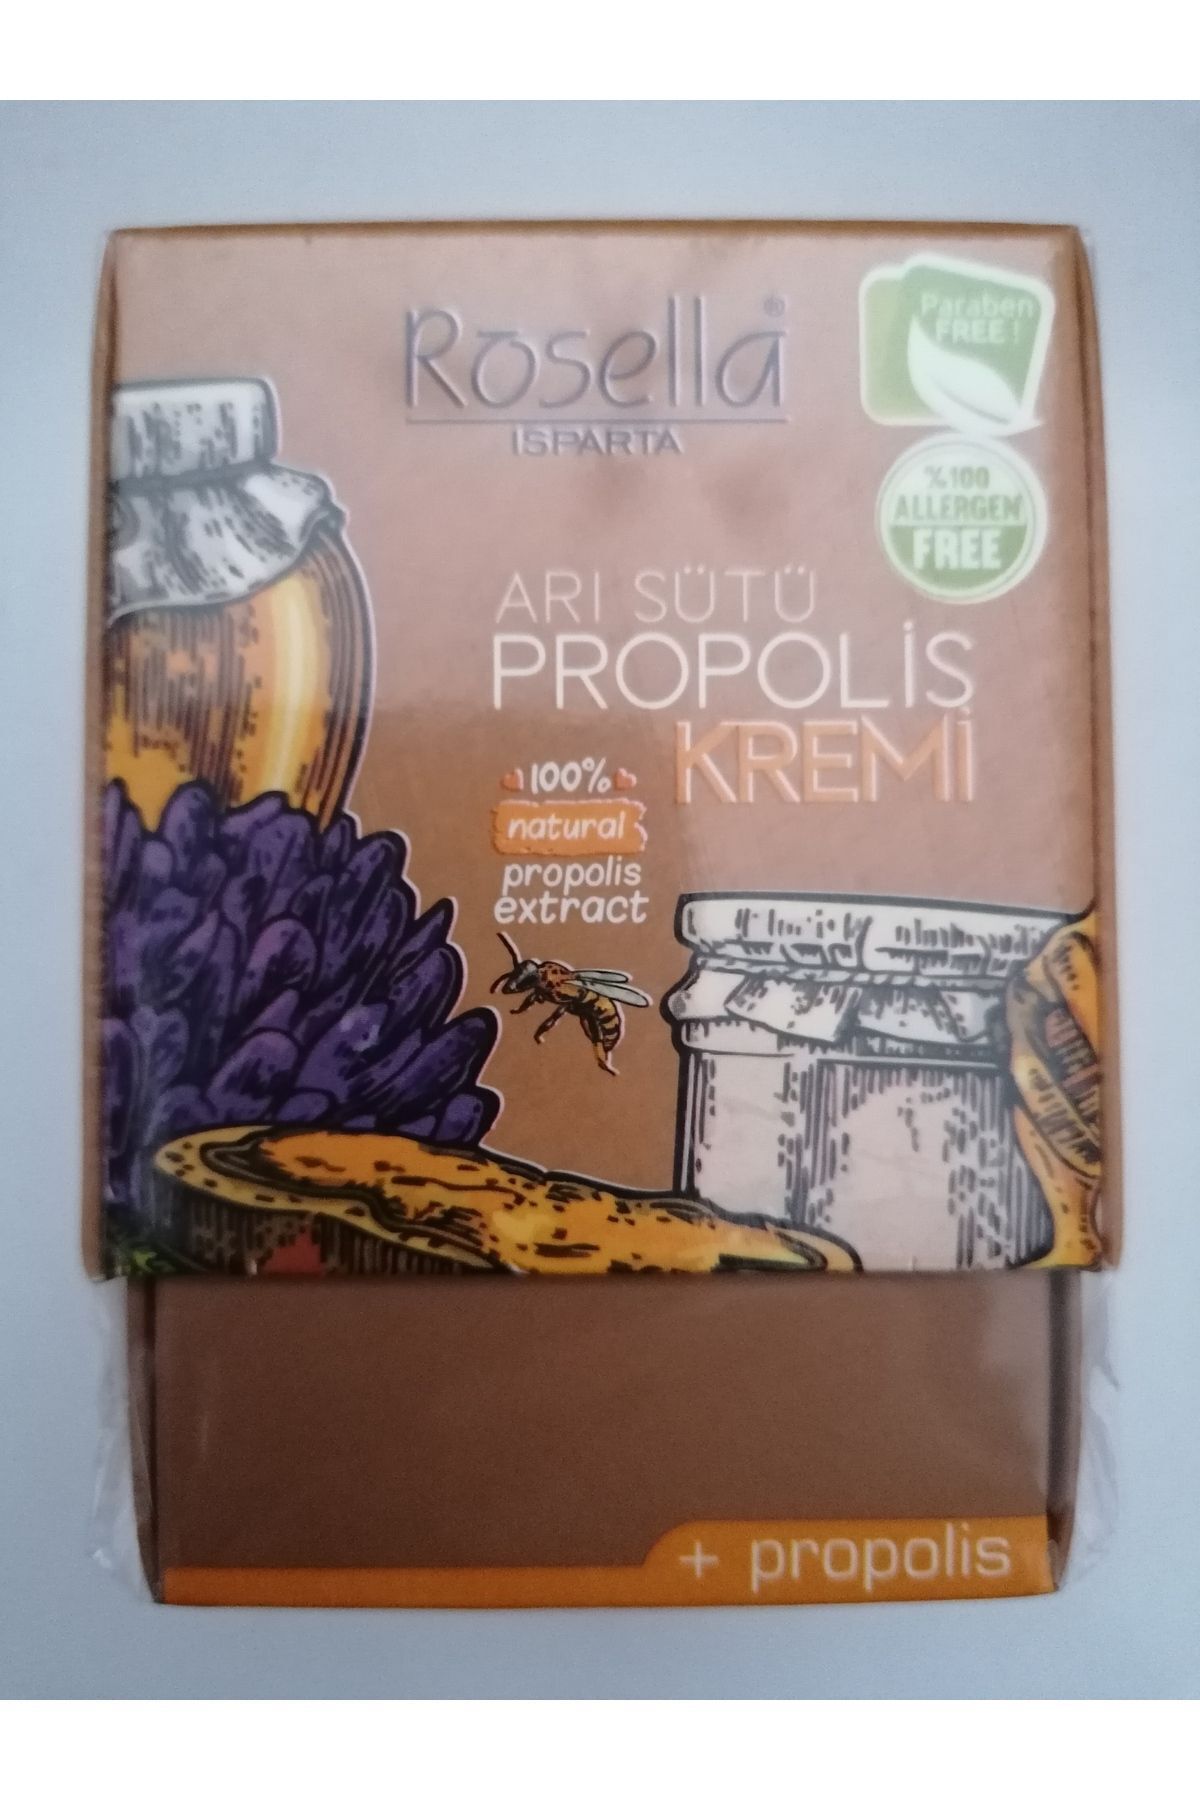 Rosella®
ISPARTA
Paraben
FREE!
%100
ALLERGEN
FREE
ARI SÜTÜ
PROPOLİS
KREMİ
100%
natural
propolis
extract
+ propolis